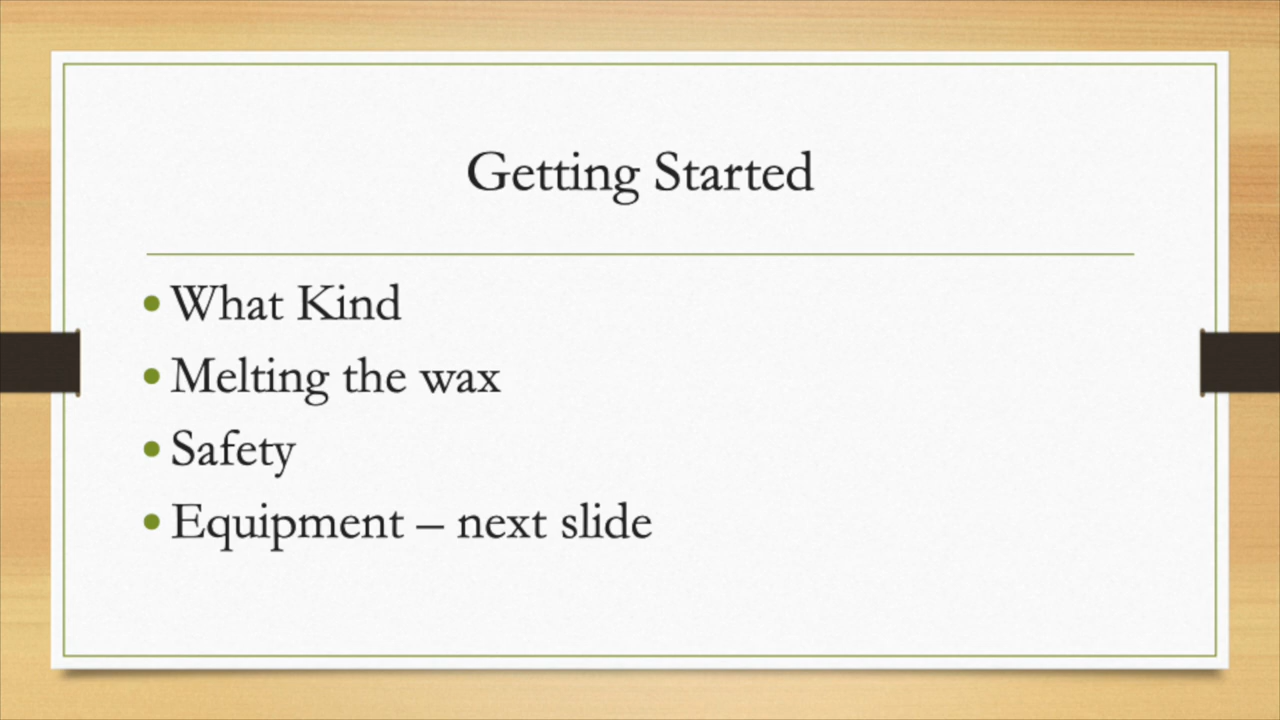 Getting Started
• What Kind
• Melting the wax
• Safety
• Equipment – next slide